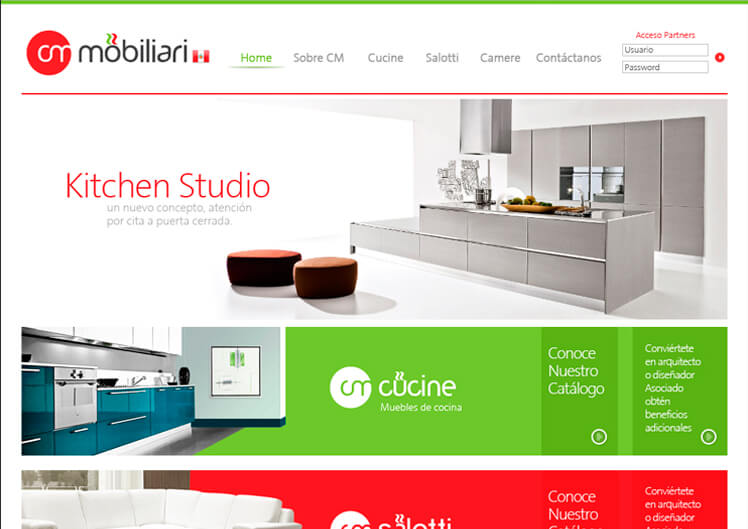 cm mobiliari
Home Sobre CM Cucine Salotti Camere Contáctanos
Acceso Partners
Usuario
Password
Kitchen Studio
un nuevo concepto, atención
por cita a puerta cerrada.
cm cucine
Muebles de cocina
Conoce
Nuestro
Catálogo
Conviértete
en arquitecto
o diseñador
Asociado
obtén
beneficios
adicionales
cm salotti
Conoce
Nuestro
Conviértete
en arquitecto
o diseñador
Asociado